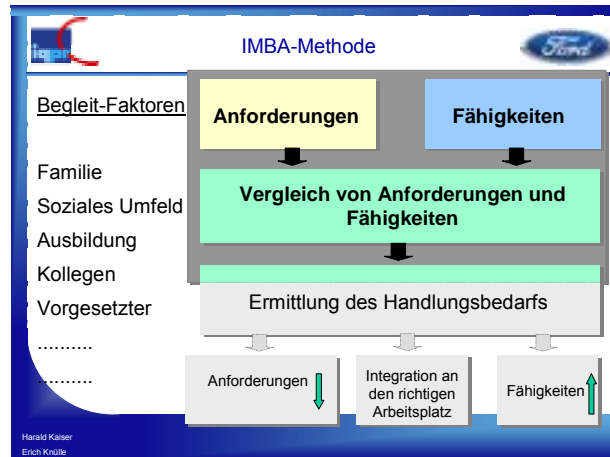 iqpr
IMBA-Methode
Ford
Begleit-Faktoren
Familie
Soziales Umfeld
Ausbildung
Kollegen
Vorgesetzter
..........
..........
Anforderungen
Fähigkeiten
Vergleich von Anforderungen und
Fähigkeiten
Ermittlung des Handlungsbedarfs
Anforderungen
Integration an
den richtigen
Arbeitsplatz
Fähigkeiten
Harald Kaiser
Erich Knülle